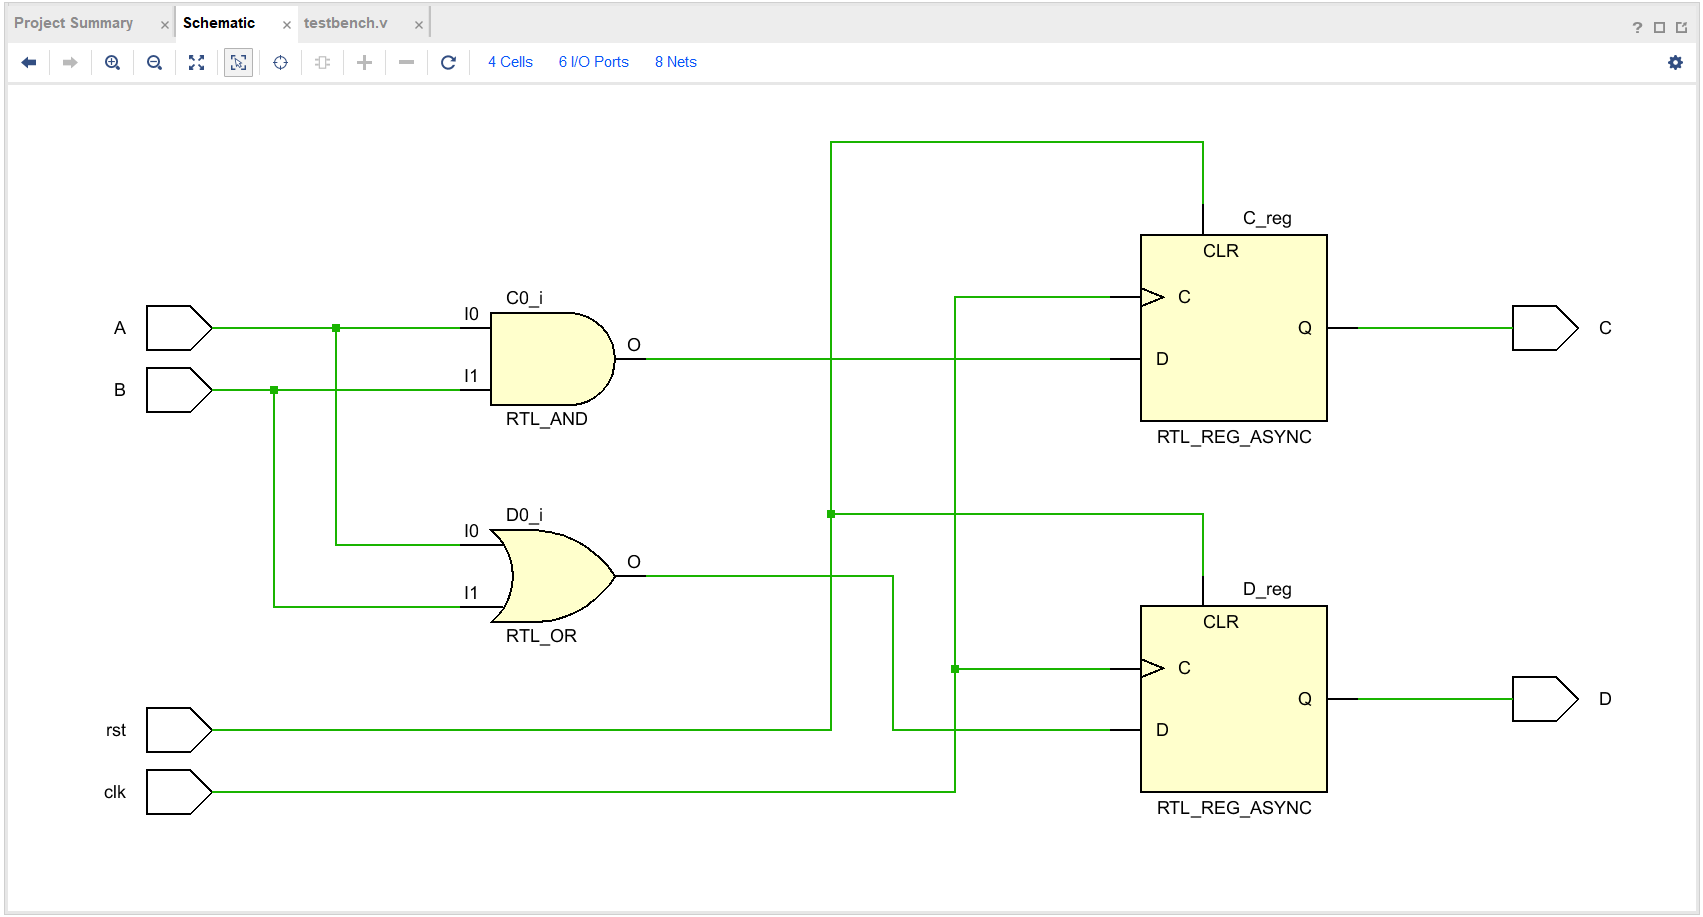 Project Summary × Schematic × testbench.v ×
?
4 Cells 6 I/O Ports 8 Nets
C_reg
CLR
C0_i
I0
C
A
Q
C
O
D
I1
B
RTL_AND
RTL_REG_ASYNC
D0_i
I0
O
D_reg
I1
CLR
RTL_OR
C
Q
D
rst
D
clk
RTL_REG_ASYNC